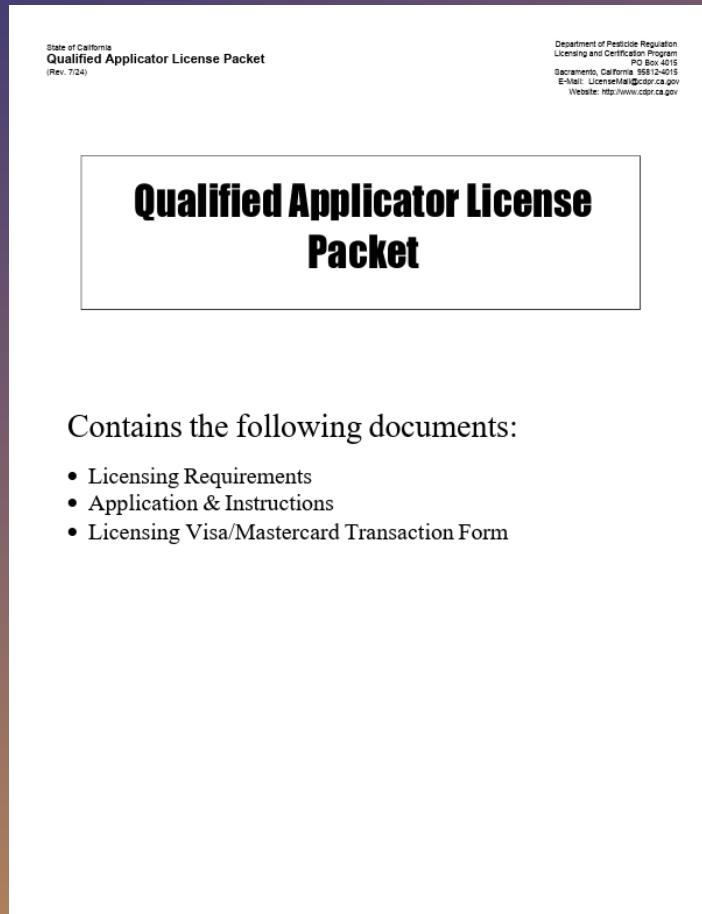 State of California
Qualified Applicator License Packet
(Rev. 7/24)
Department of Pesticide Regulation
Licensing and Certification Program
PO Box 4015
Sacramento, California 95812-4015
E-Mail: LicenseMail@cdpr.ca.gov
Website: http://www.cdpr.ca.gov
Qualified Applicator License
Packet
Contains the following documents:
• Licensing Requirements
• Application & Instructions
• Licensing Visa/Mastercard Transaction Form